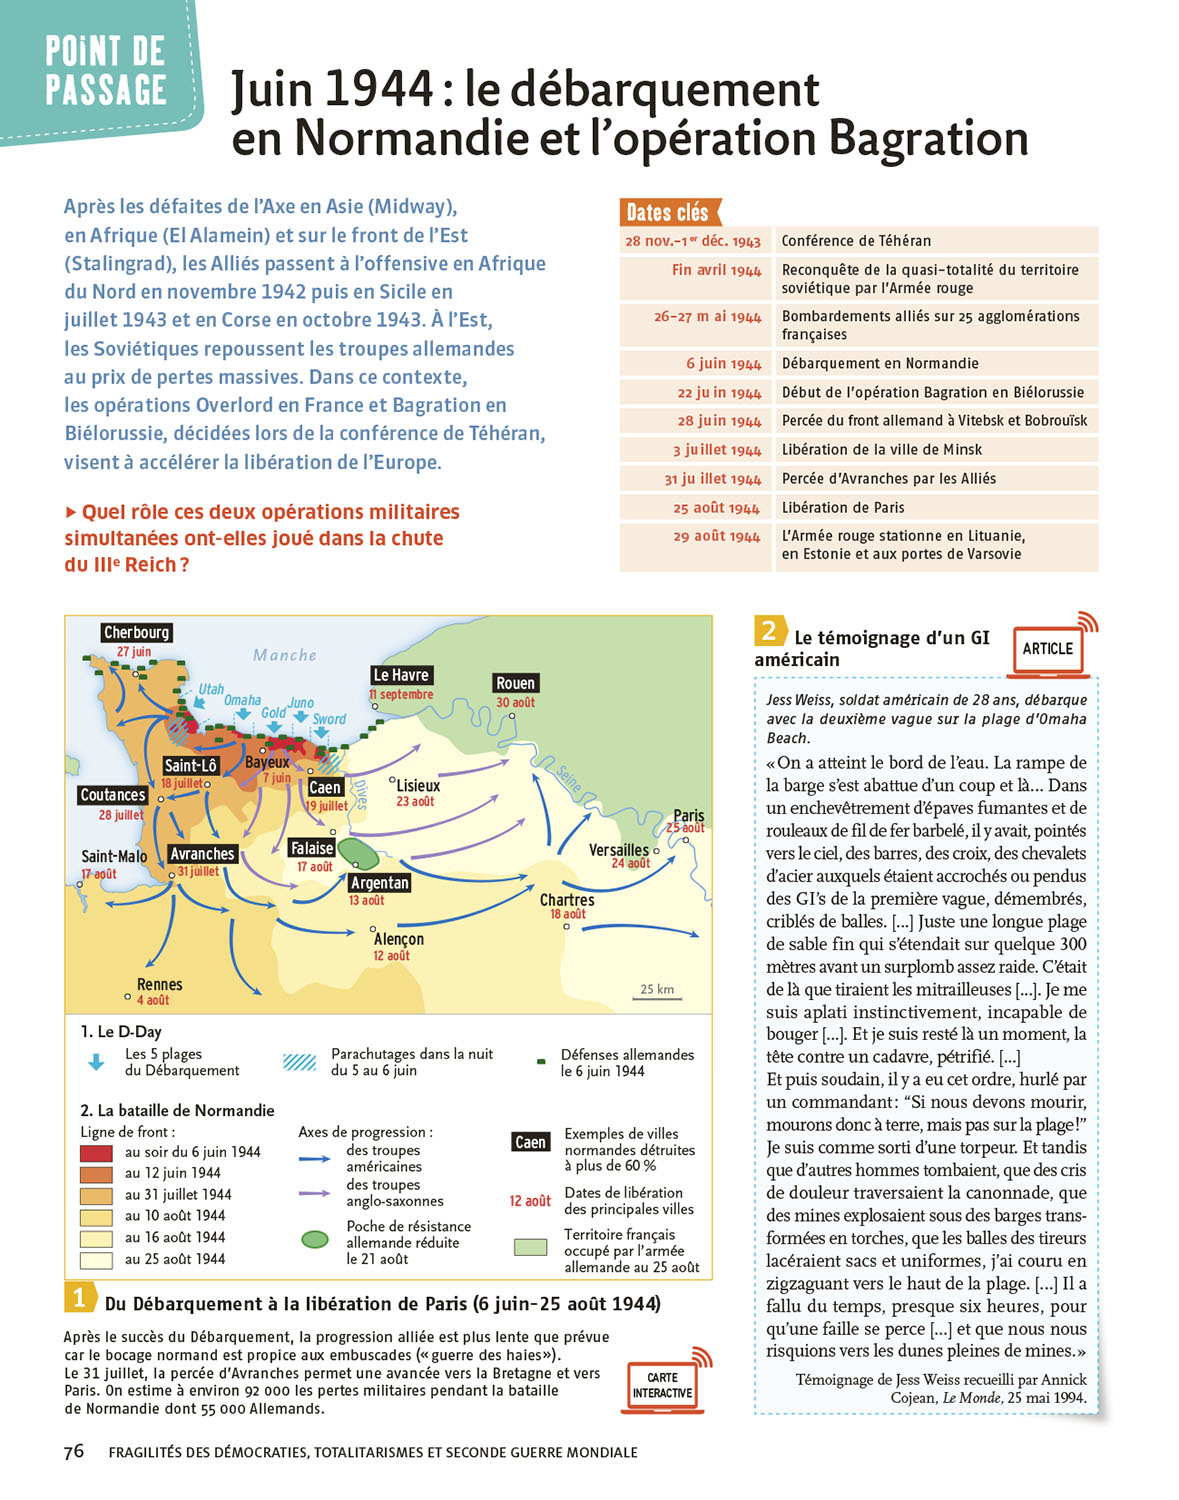 POINT DE
PASSAGE
Juin 1944 : le débarquement
en Normandie et l’opération Bagration
Après les défaites de l’Axe en Asie (Midway),
en Afrique (El Alamein) et sur le front de l’Est
(Stalingrad), les Alliés passent à l’offensive en Afrique
du Nord en novembre 1942 puis en Sicile en
juillet 1943 et en Corse en octobre 1943. À l’Est,
les Soviétiques repoussent les troupes allemandes
au prix de pertes massives. Dans ce contexte,
les opérations Overlord en France et Bagration en
Biélorussie, décidées lors de la conférence de Téhéran,
visent à accélérer la libération de l’Europe.
▶ Quel rôle ces deux opérations militaires
simultanées ont-elles joué dans la chute
du IIIe Reich ?
Dates clés
28 nov.-1er déc. 1943 Conférence de Téhéran
Fin avril 1944 Reconquête de la quasi-totalité du territoire
soviétique par l’Armée rouge
26-27 m ai 1944 Bombardements alliés sur 25 agglomérations
françaises
6 juin 1944 Débarquement en Normandie
22 ju in 1944 Début de l’opération Bagration en Biélorussie
28 juin 1944 Percée du front allemand à Vitebsk et Bobrouïsk
3 juillet 1944 Libération de la ville de Minsk
31 ju illet 1944 Percée d’Avranches par les Alliés
25 août 1944 Libération de Paris
29 août 1944 L’Armée rouge stationne en Lituanie,
en Estonie et aux portes de Varsovie
Cherbourg
27 juin
Manche
Le Havre
11 septembre
Rouen
30 août
Utah
Omaha
Gold
Juno
Sword
Saint-Lô
18 juillet
Bayeux
7 juin
Caen
19 juillet
Dives
Lisieux
23 août
Seine
Coutances
28 juillet
Paris
25 août
Saint-Malo
17 août
Avranches
31 juillet
Falaise
17 août
Versailles
24 août
Argentan
13 août
Chartres
18 août
Alençon
12 août
Rennes
4 août
25 km
1. Le D-Day
Les 5 plages
du Débarquement
Parachutages dans la nuit
du 5 au 6 juin
Défenses allemandes
le 6 juin 1944
2. La bataille de Normandie
Ligne de front :
au soir du 6 juin 1944
au 12 juin 1944
au 31 juillet 1944
au 10 août 1944
au 16 août 1944
au 25 août 1944
Axes de progression :
des troupes
américaines
des troupes
anglo-saxonnes
Poche de résistance
allemande réduite
le 21 août
Caen
Exemples de villes
normandes détruites
à plus de 60 %
12 août
Dates de libération
des principales villes
Territoire français
occupé par l’armée
allemande au 25 août
1 Du Débarquement à la libération de Paris (6 juin-25 août 1944)
Après le succès du Débarquement, la progression alliée est plus lente que prévue
car le bocage normand est propice aux embuscades (« guerre des haies »).
Le 31 juillet, la percée d’Avranches permet une avancée vers la Bretagne et vers
Paris. On estime à environ 92 000 les pertes militaires pendant la bataille
de Normandie dont 55 000 Allemands.
CARTE
INTERACTIVE
2 Le témoignage d’un GI
américain
ARTICLE
Jess Weiss, soldat américain de 28 ans, débarque
avec la deuxième vague sur la plage d’Omaha
Beach.
« On a atteint le bord de l’eau. La rampe de
la barge s’est abattue d’un coup et là... Dans
un enchevêtrement d’épaves fumantes et de
rouleaux de fil de fer barbelé, il y avait, pointés
vers le ciel, des barres, des croix, des chevalets
d’acier auxquels étaient accrochés ou pendus
des GI’s de la première vague, démembrés,
criblés de balles. [...] Juste une longue plage
de sable fin qui s’étendait sur quelque 300
mètres avant un surplomb assez raide. C’était
de là que tiraient les mitrailleuses [...]. Je me
suis aplati instinctivement, incapable de
bouger [...]. Et je suis resté là un moment, la
tête contre un cadavre, pétrifié. [...]
Et puis soudain, il y a eu cet ordre, hurlé par
un commandant : “Si nous devons mourir,
mourons donc à terre, mais pas sur la plage !”
Je suis comme sorti d’une torpeur. Et tandis
que d’autres hommes tombaient, que des cris
de douleur traversaient la canonnade, que
des mines explosaient sous des barges trans-
formées en torches, que les balles des tireurs
lacéraient sacs et uniformes, j’ai couru en
zigzaguant vers le haut de la plage. [...] Il a
fallu du temps, presque six heures, pour
qu’une faille se perce [...] et que nous nous
risquions vers les dunes pleines de mines. »
Témoignage de Jess Weiss recueilli par Annick
Cojean, Le Monde, 25 mai 1994.
76 FRAGILITÉS DES DÉMOCRATIES, TOTALITARISMES ET SECONDE GUERRE MONDIALE